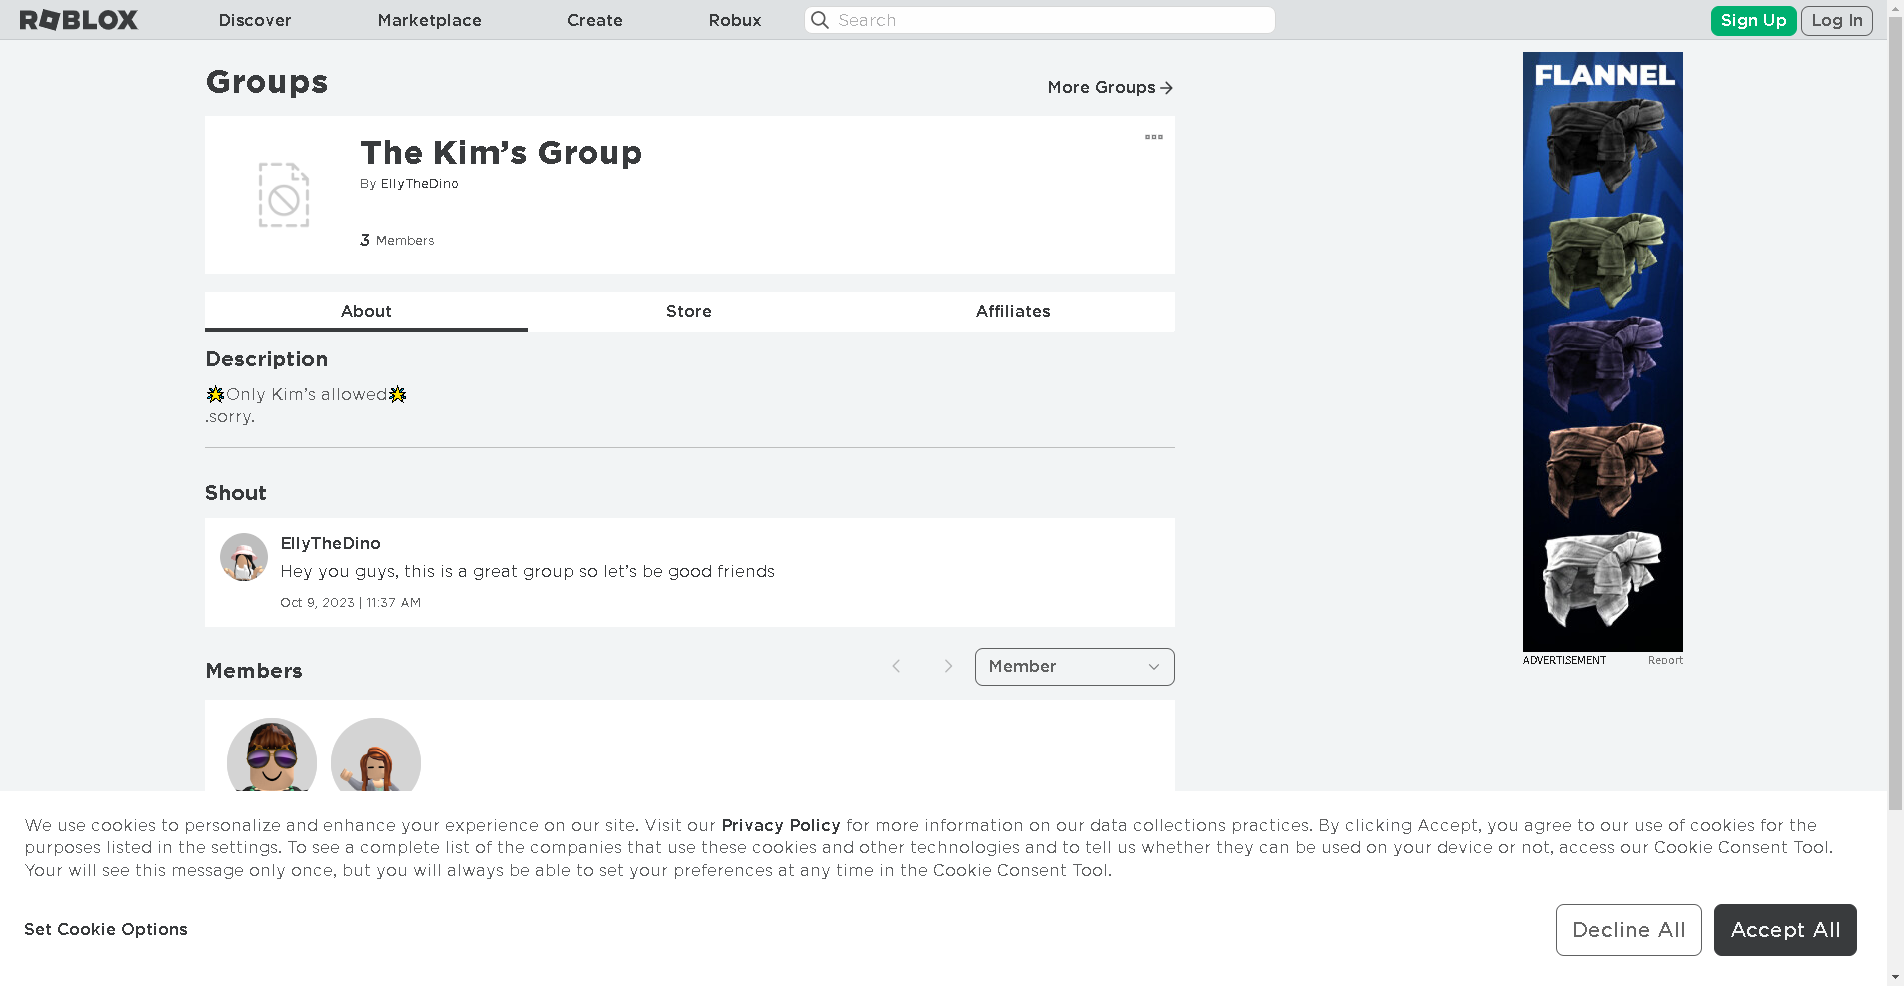 ROBLOX Discover Marketplace Create Robux Search Sign Up Log In
Groups
More Groups
The Kim’s Group
By EllyTheDino
3 Members
About Store Affiliates
Description
🌟Only Kim’s allowed🌟
.sorry.
Shout
EllyTheDino
Hey you guys, this is a great group so let’s be good friends
Oct 9, 2023 | 11:37 AM
Members
Member
FLANNEL
ADVERTISEMENT Report
We use cookies to personalize and enhance your experience on our site. Visit our Privacy Policy for more information on our data collections practices. By clicking Accept, you agree to our use of cookies for the
purposes listed in the settings. To see a complete list of the companies that use these cookies and other technologies and to tell us whether they can be used on your device or not, access our Cookie Consent Tool.
Your will see this message only once, but you will always be able to set your preferences at any time in the Cookie Consent Tool.
Set Cookie Options
Decline All
Accept All